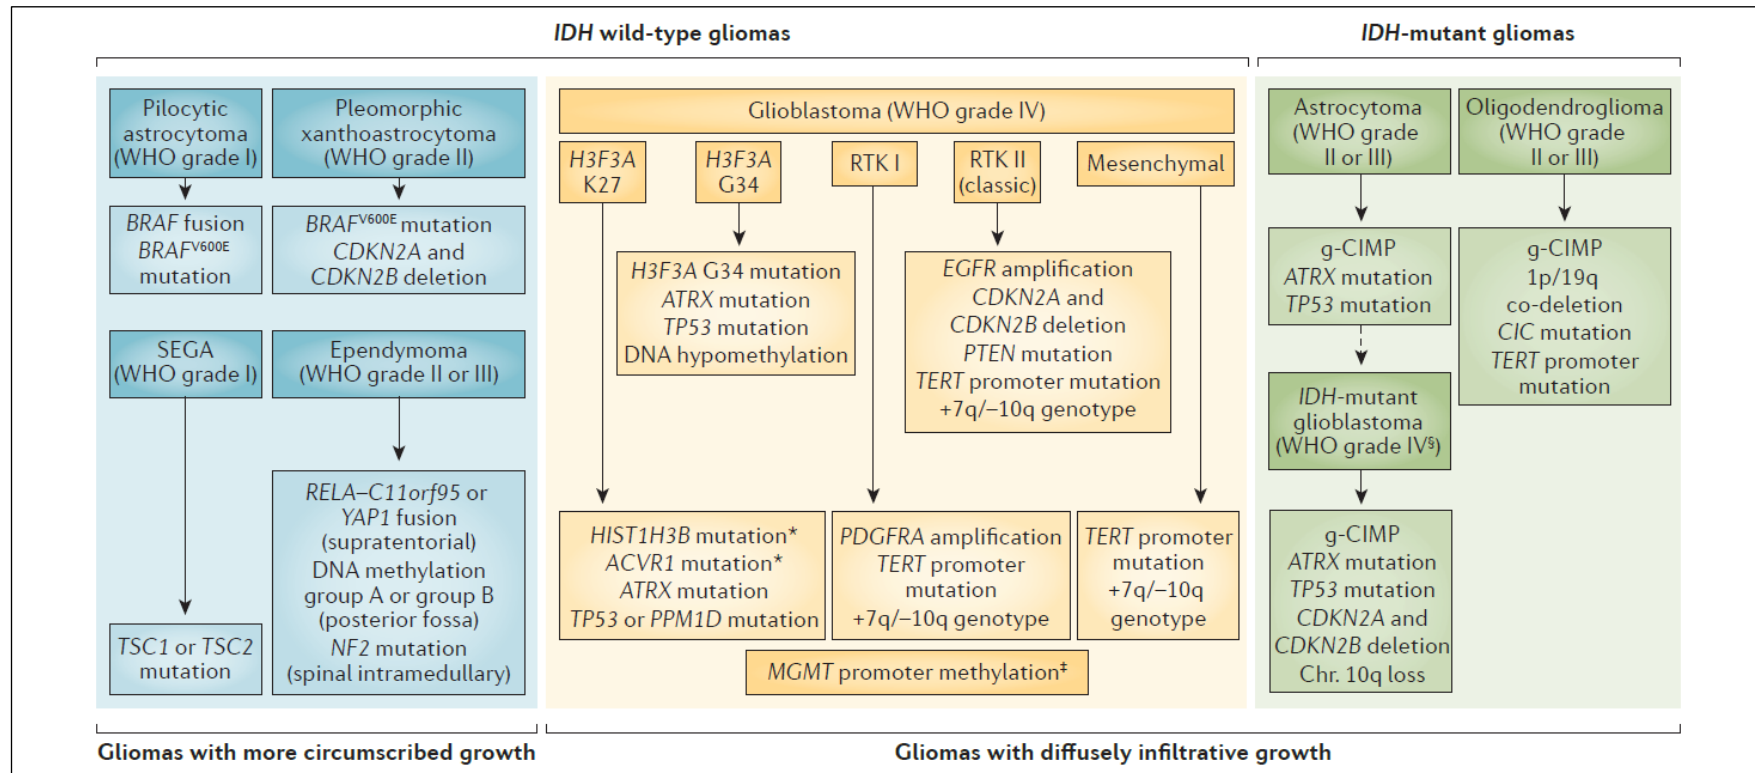 IDH wild-type gliomas
IDH-mutant gliomas
Pilocytic
astrocytoma
(WHO grade I)
Pleomorphic
xanthoastrocytoma
(WHO grade II)
BRAF fusion
BRAFV600E
mutation
BRAFV600E mutation
CDKN2A and
CDKN2B deletion
SEGA
(WHO grade I)
Ependymoma
(WHO grade II or III)
TSC1 or TSC2
mutation
RELA–C11orf95 or
YAP1 fusion
(supratentorial)
DNA methylation
group A or group B
(posterior fossa)
NF2 mutation
(spinal intramedullary)
Glioblastoma (WHO grade IV)
H3F3A
K27
H3F3A
G34
RTK I
RTK II
(classic)
Mesenchymal
H3F3A G34 mutation
ATRX mutation
TP53 mutation
DNA hypomethylation
EGFR amplification
CDKN2A and
CDKN2B deletion
PTEN mutation
TERT promoter mutation
+7q/–10q genotype
HIST1H3B mutation*
ACVR1 mutation*
ATRX mutation
TP53 or PPM1D mutation
PDGFRA amplification
TERT promoter
mutation
+7q/–10q genotype
TERT promoter
mutation
+7q/–10q
genotype
MGMT promoter methylation‡
Astrocytoma
(WHO grade
II or III)
Oligodendroglioma
(WHO grade
II or III)
g-CIMP
ATRX mutation
TP53 mutation
g-CIMP
1p/19q
co-deletion
CIC mutation
TERT promoter
mutation
IDH-mutant
glioblastoma
(WHO grade IV§)
g-CIMP
ATRX mutation
TP53 mutation
CDKN2A and
CDKN2B deletion
Chr. 10q loss
Gliomas with more circumscribed growth
Gliomas with diffusely infiltrative growth